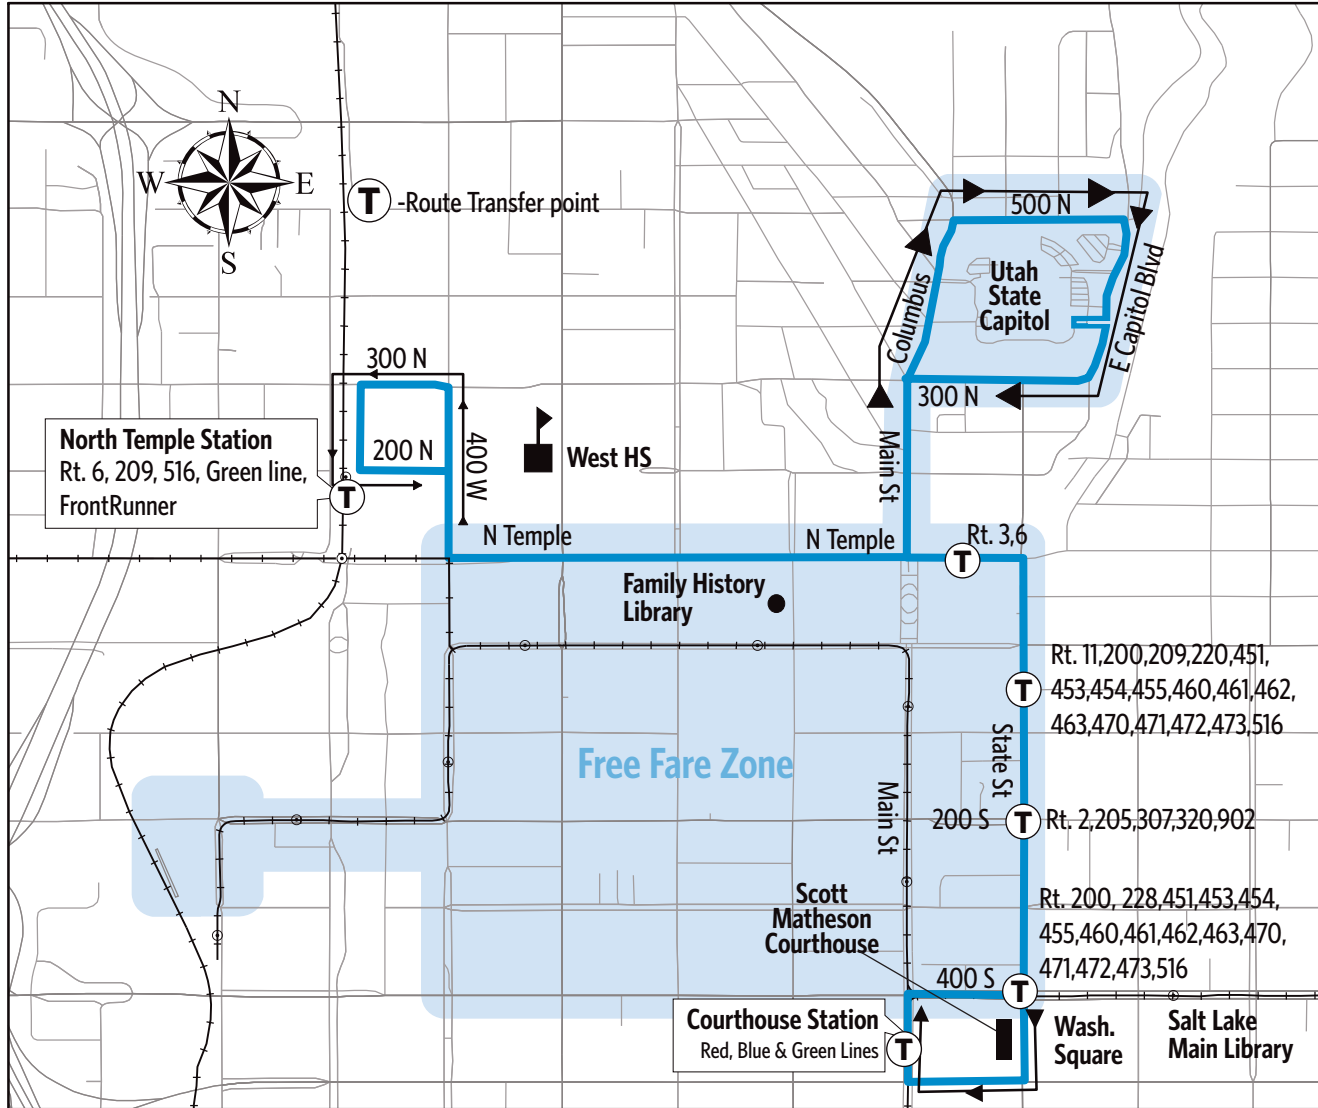 N
W
E
S
T
-Route Transfer point
500 N
Columbus
Utah
State
Capitol
E Capitol Blvd
300 N
300 N
North Temple Station
Rt. 6, 209, 516, Green line,
FrontRunner
T
200 N
400 W
West HS
Main St
N Temple
N Temple
Rt. 3,6
T
Family History
Library
Rt. 11,200,209,220,451,
453,454,455,460,461,462,
463,470,471,472,473,516
T
State St
Free Fare Zone
Main St
200 S
T
Rt. 2,205,307,320,902
Scott
Matheson
Courthouse
Rt. 200, 228,451,453,454,
455,460,461,462,463,470,
471,472,473,516
400 S
T
Courthouse Station
Red, Blue & Green Lines
T
Wash.
Square
Salt Lake
Main Library